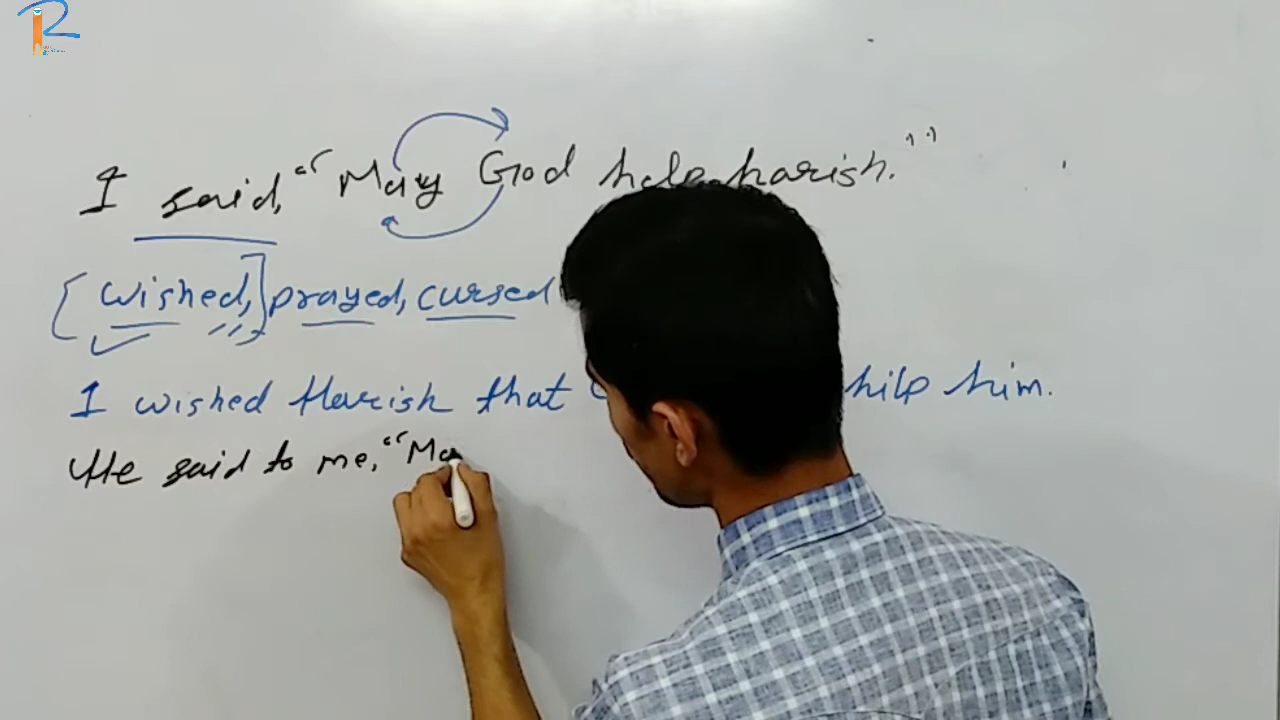 I said, "May God help harish."
[wished,] prayed, cursed
I wished Harish that help him.
He said to me, "Ma